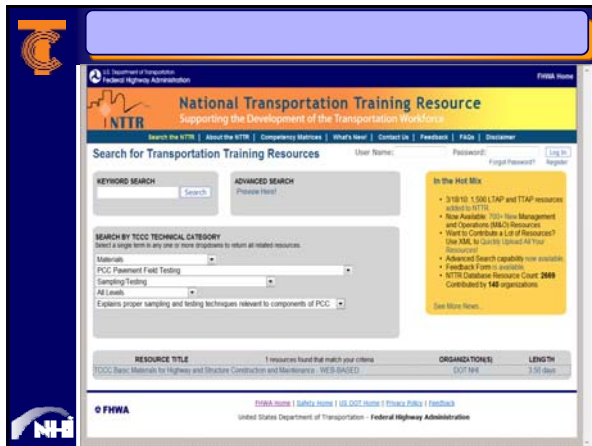 U.S. Department of Transportation
Federal Highway Administration
FHWA Home
NTTR
National Transportation Training Resource
Supporting the Development of the Transportation Workforce
Search the NTTR | About the NTTR | Competency Matrices | What's New! | Contact Us | Feedback | FAQs | Disclaimer
Search for Transportation Training Resources
User Name:
Password:
Log In
Forgot Password?
Register
KEYWORD SEARCH
Search
ADVANCED SEARCH
Preview Here!
SEARCH BY TCCC TECHNICAL CATEGORY
Select a single term in any one or more dropdowns to return all related resources.
Materials
PCC Pavement Field Testing
Sampling/Testing
All Levels
Explains proper sampling and testing techniques relevant to components of PCC
In the Hot Mix
• 3/18/10: 1,500 LTAP and TTAP resources
added to NTTR.
• Now Available: 700+ New Management
and Operations (M&O) Resources
• Want to Contribute a Lot of Resources?
Use XML to Quickly Upload All Your
Resources!
• Advanced Search capability now available.
• Feedback Form is available.
• NTTR Database Resource Count: 2669
Contributed by 140 organizations
See More News...
RESOURCE TITLE
1 resources found that match your criteria
ORGANIZATION(S)
LENGTH
TCCC Basic Materials for Highway and Structure Construction and Maintenance - WEB-BASED
DOT NHI
3.50 days
FHWA
FHWA Home | Safety Home | US DOT Home | Privacy Policy | Feedback
United States Department of Transportation - Federal Highway Administration
NHI